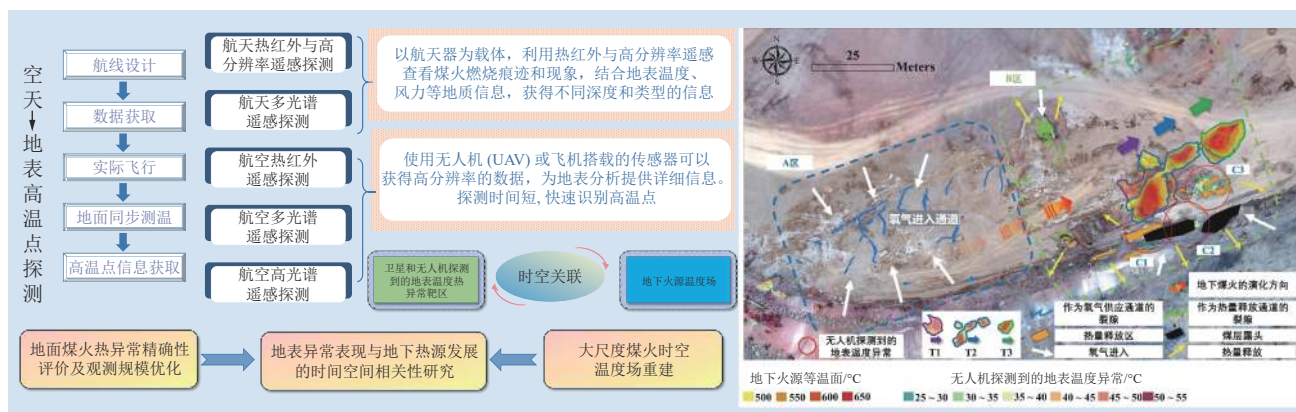 空天→地表高温点探测
航线设计
数据获取
实际飞行
地面同步测温
高温点信息获取
航天热红外与高
分辨率遥感探测
航天多光谱
遥感探测
航空热红外
遥感探测
航空多光谱
遥感探测
航空高光谱
遥感探测
以航天器为载体，利用热红外与高分辨率遥感
查看煤火燃烧痕迹和现象，结合地表温度、
风力等地质信息，获得不同深度和类型的信息
使用无人机 (UAV) 或飞机搭载的传感器可以
获得高分辨率的数据，为地表分析提供详细信息。
探测时间短, 快速识别高温点
卫星和无人机探测
到的地表温度热
异常靶区
时空关联
地下火源温度场
地面煤火热异常精确性
评价及观测规模优化
地表异常表现与地下热源发展
的时间空间相关性研究
大尺度煤火时空
温度场重建
N
W
E
S
25
Meters
B区
A区
氧气进入通道
C3
C2
C1
地下煤火的演化方向
作为氧气供应通道的
裂隙
作为热量释放通道的
裂隙
热量释放区
煤层露头
氧气进入
热量释放
无人机探测到的
地表温度异常
T1
T2
T3
地下火源等温面/°C
500
550
600
650
无人机探测到的地表温度异常/°C
25~30
30~35
35~40
40~45
45~50
50~55